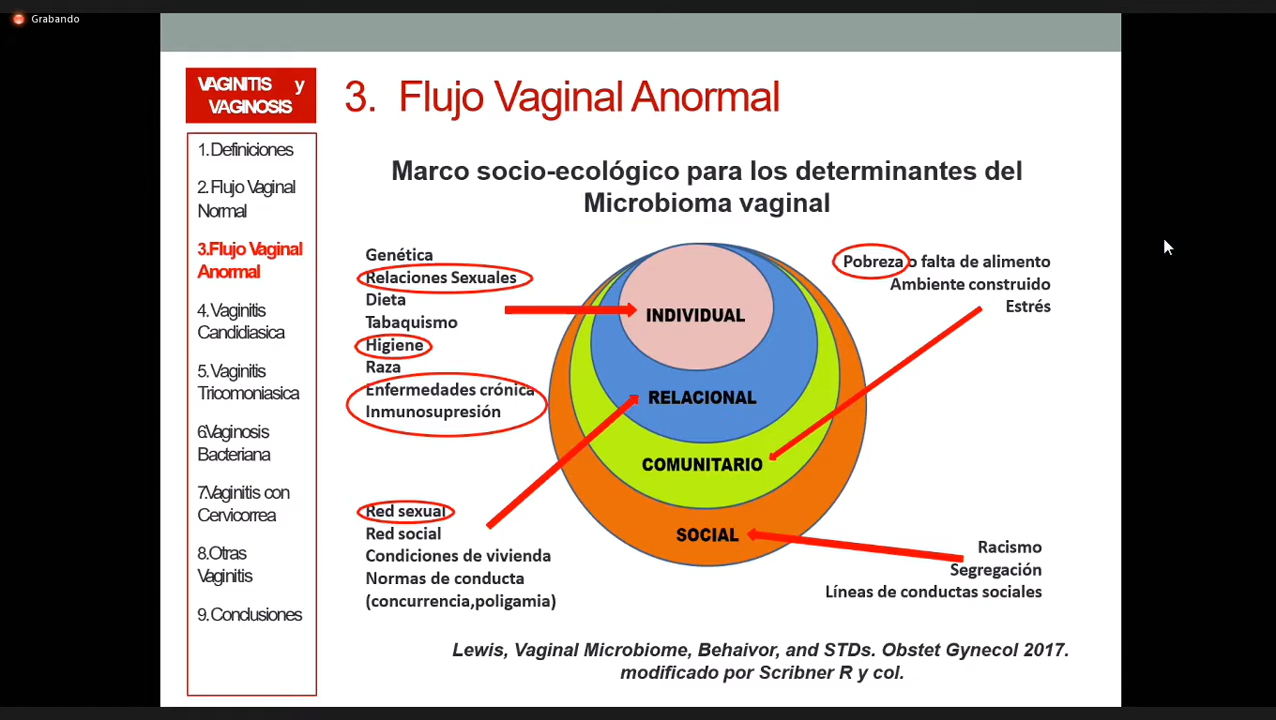 Grabando
VAGINITIS y
VAGINOSIS
1.Definiciones
2.Flujo Vaginal
Normal
3.Flujo Vaginal
Anormal
4.Vaginitis
Candidiasica
5.Vaginitis
Tricomoniasica
6.Vaginosis
Bacteriana
7.Vaginitis con
Cervicorrea
8.Otras
Vaginitis
9.Conclusiones
3. Flujo Vaginal Anormal
Marco socio-ecológico para los determinantes del
Microbioma vaginal
Genética
Relaciones Sexuales
Dieta
Tabaquismo
Higiene
Raza
Enfermedades crónica
Inmunosupresión
Red sexual
Red social
Condiciones de vivienda
Normas de conducta
(concurrencia,poligamia)
INDIVIDUAL
RELACIONAL
COMUNITARIO
SOCIAL
Pobreza o falta de alimento
Ambiente construido
Estrés
Racismo
Segregación
Líneas de conductas sociales
Lewis, Vaginal Microbiome, Behaivor, and STDs. Obstet Gynecol 2017.
modificado por Scribner R y col.